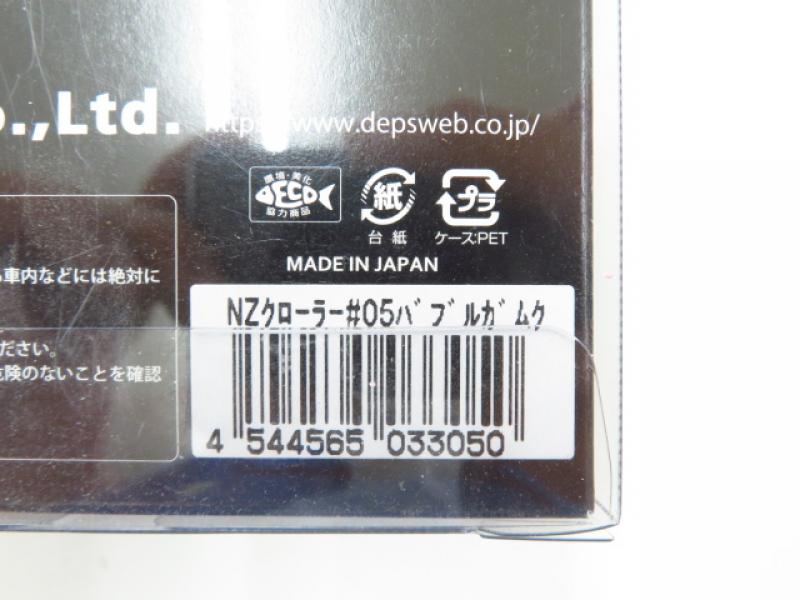 o.,Ltd.
https://www.depsweb.co.jp/
環境・美化
ECO
協力商品
紙
台紙
プラ
ケース:PET
MADE IN JAPAN
車内などには絶対に
NZクローラー#05バブルガムク
ださい。
険のないことを確認
4 544565 033050